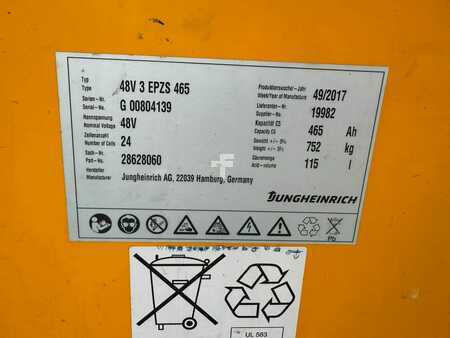 Typ
Type 48V 3 EPZS 465
Produktionswoche/ -Jahr
Week/Year of Manufacture 49/2017
Serien-Nr.
Serial-Nr. G 00804139
Lieferanten-Nr.
Supplier-No. 19982
Nennspannung
Nominal Voltage 48V
Kapazität C5
Capacity C5 465 Ah
Zellenanzahl
Number of Cells 24
Gewicht +/- 5%
Weight +/- 5% 752 kg
Sach-Nr.
Part-No. 28628060
Säuremenge
Acid-volume 115 l
Hersteller
Manufacturer Jungheinrich AG, 22039 Hamburg, Germany
JUNGHEINRICH
Pb
UL 583